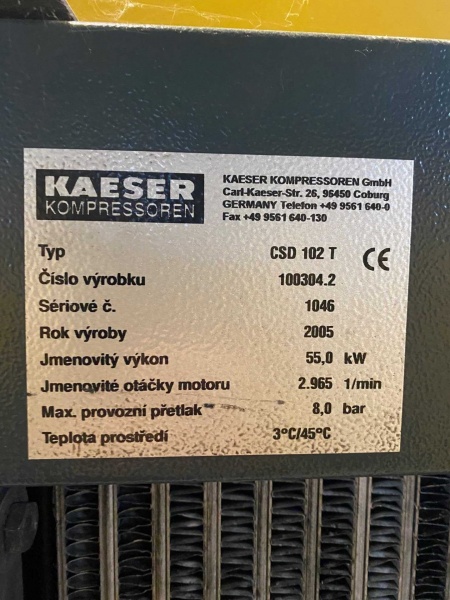 KAESER
KOMPRESSOREN
KAESER KOMPRESSOREN GmbH
Carl-Kaeser-Str. 26, 96450 Coburg
GERMANY Telefon +49 9561 640-0
Fax +49 9561 640-130
Typ CSD 102 T CE
Číslo výrobku 100304.2
Sériové č. 1046
Rok výroby 2005
Jmenovitý výkon 55,0 kW
Jmenovité otáčky motoru 2.965 1/min
Max. provozní přetlak 8,0 bar
Teplota prostředí 3°C/45°C